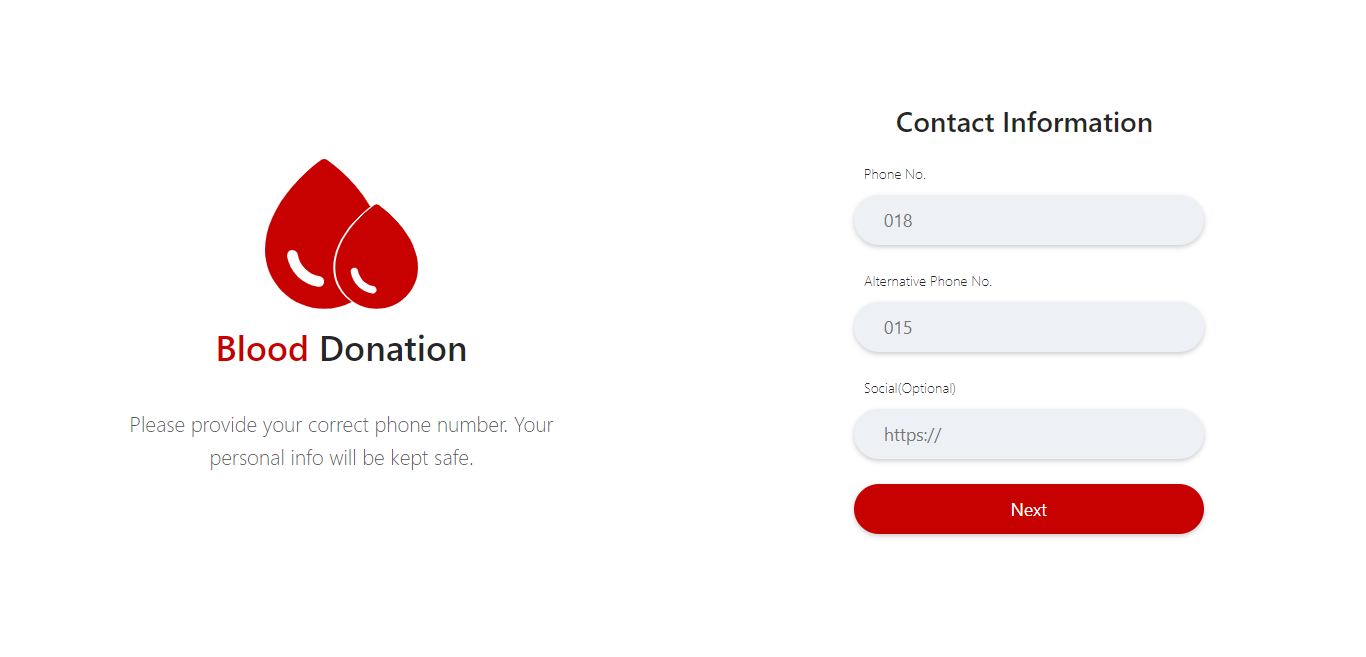 Blood Donation
Please provide your correct phone number. Your
personal info will be kept safe.
Contact Information
Phone No.
018
Alternative Phone No.
015
Social(Optional)
https://
Next